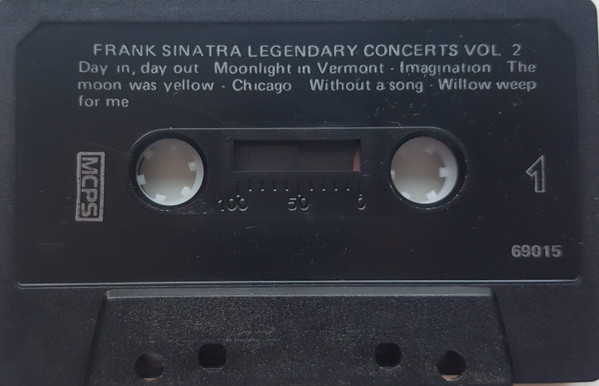 FRANK SINATRA LEGENDARY CONCERTS VOL 2
Day in, day out Moonlight in Vermont - Imagination The
moon was yellow - Chicago Without a song - Willow weep
for me
MCPS
100 50 0
1
69015